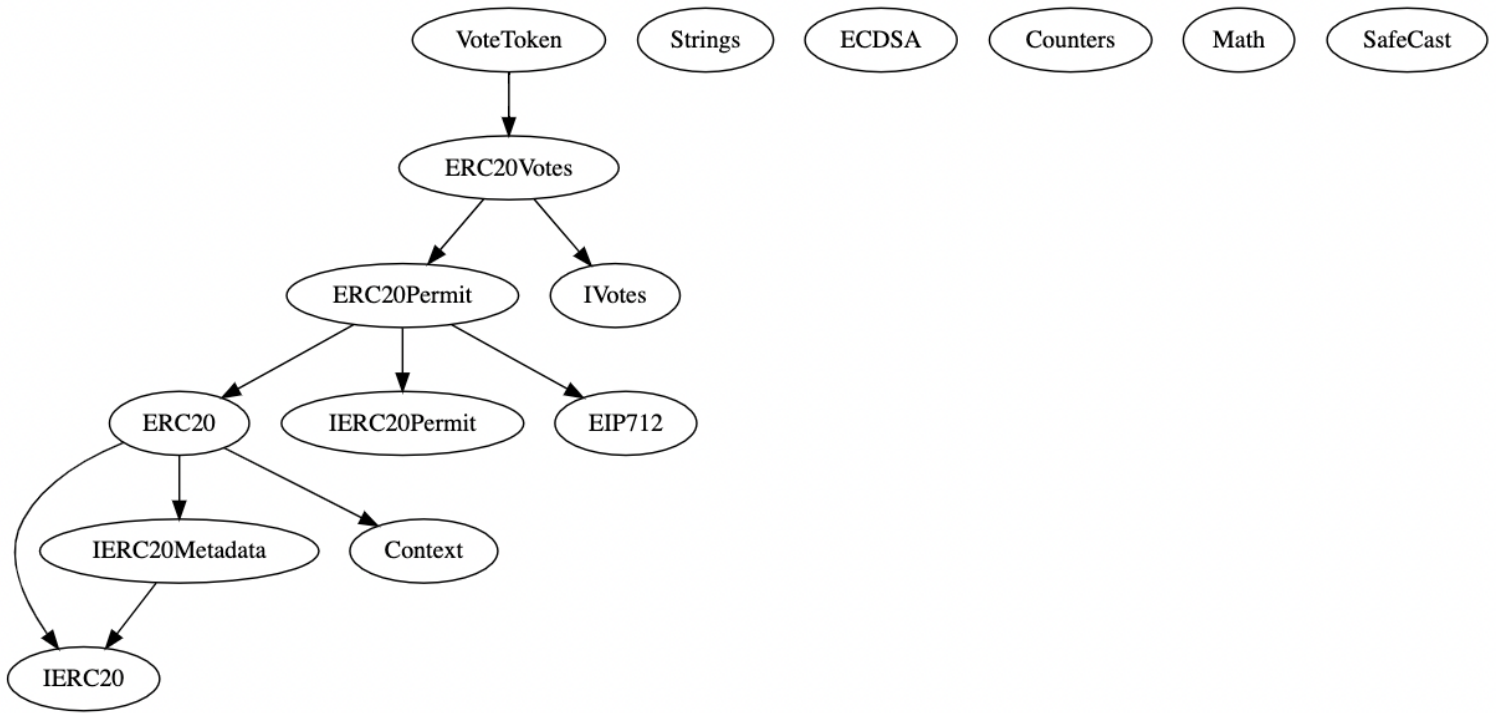 VoteToken Strings ECDSA Counters Math SafeCast
ERC20Votes
ERC20Permit IVotes
ERC20 IERC20Permit EIP712
IERC20Metadata Context
IERC20